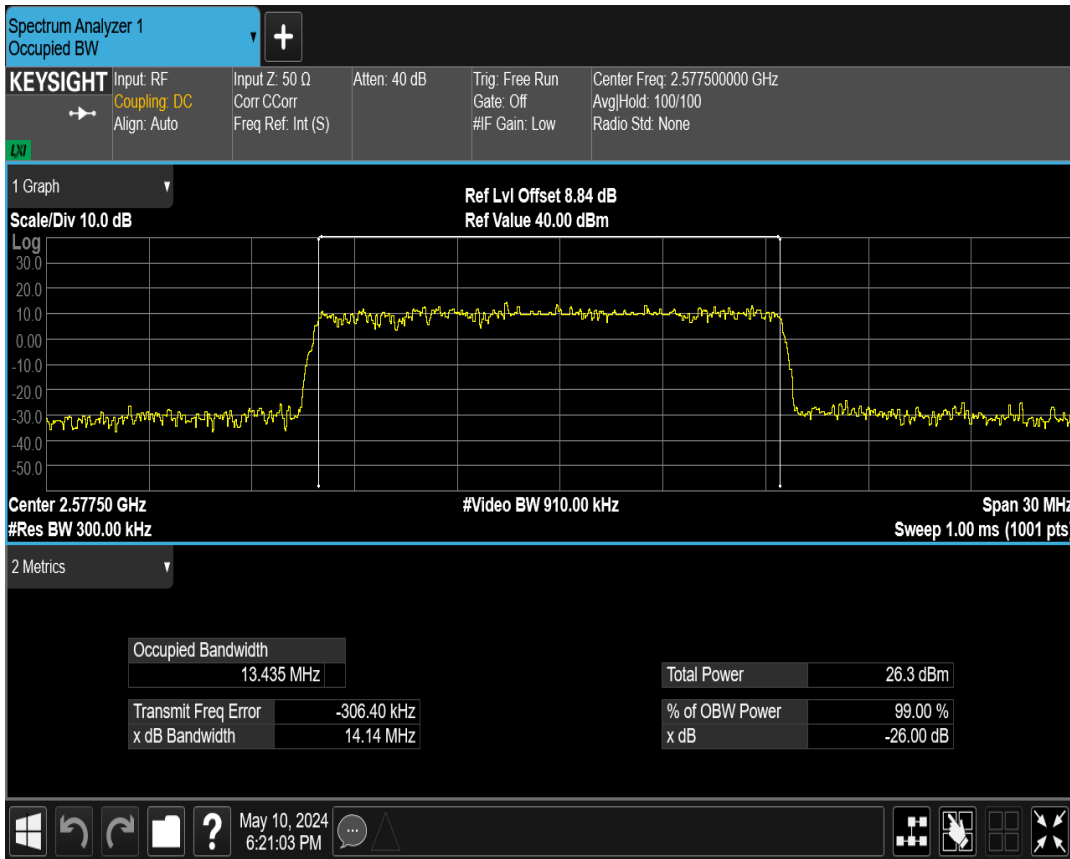 Spectrum Analyzer 1
Occupied BW
KEYSIGHT
LXI
Input: RF
Coupling: DC
Align: Auto
Input Z: 50 Ω
Corr CCorr
Freq Ref: Int (S)
Atten: 40 dB
Trig: Free Run
Gate: Off
#IF Gain: Low
Center Freq: 2.577500000 GHz
Avg|Hold: 100/100
Radio Std: None
1 Graph
Ref Lvl Offset 8.84 dB
Scale/Div 10.0 dB
Ref Value 40.00 dBm
Log
30.0
20.0
10.0
0.00
-10.0
-20.0
-30.0
-40.0
-50.0
Center 2.57750 GHz
#Video BW 910.00 kHz
Span 30 MHz
#Res BW 300.00 kHz
Sweep 1.00 ms (1001 pts)
2 Metrics
Occupied Bandwidth
13.435 MHz
Total Power 26.3 dBm
Transmit Freq Error -306.40 kHz
% of OBW Power 99.00 %
x dB Bandwidth 14.14 MHz
x dB -26.00 dB
May 10, 2024
6:21:03 PM